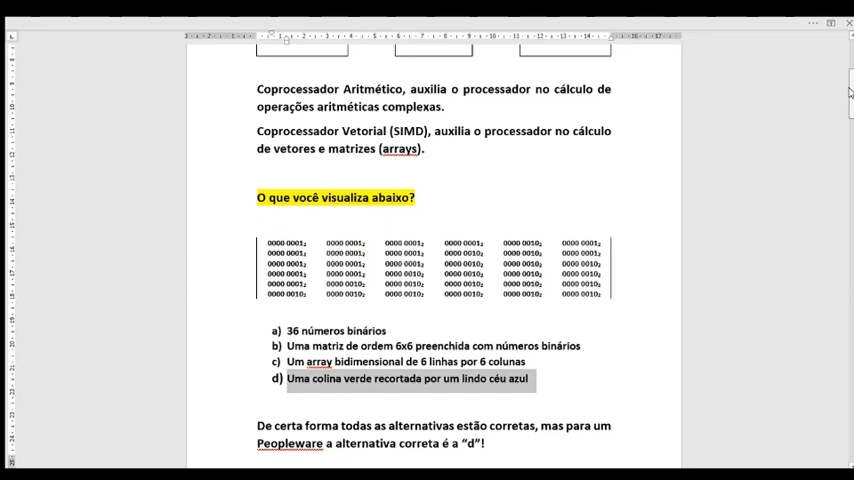 Coprocessador Aritmético, auxilia o processador no cálculo de
operações aritméticas complexas.
Coprocessador Vetorial (SIMD), auxilia o processador no cálculo
de vetores e matrizes (arrays).
O que você visualiza abaixo?
0000 0001₂ 0000 0001₂ 0000 0001₂ 0000 0001₂ 0000 0010₂ 0000 0001₂
0000 0001₂ 0000 0001₂ 0000 0001₂ 0000 0010₂ 0000 0010₂ 0000 0010₂
0000 0001₂ 0000 0001₂ 0000 0001₂ 0000 0010₂ 0000 0010₂ 0000 0010₂
0000 0001₂ 0000 0001₂ 0000 0010₂ 0000 0010₂ 0000 0010₂ 0000 0010₂
0000 0001₂ 0000 0010₂ 0000 0010₂ 0000 0010₂ 0000 0010₂ 0000 0010₂
0000 0010₂ 0000 0010₂ 0000 0010₂ 0000 0010₂ 0000 0010₂ 0000 0010₂
a) 36 números binários
b) Uma matriz de ordem 6x6 preenchida com números binários
c) Um array bidimensional de 6 linhas por 6 colunas
d) Uma colina verde recortada por um lindo céu azul
De certa forma todas as alternativas estão corretas, mas para um
Peopleware a alternativa correta é a “d”!